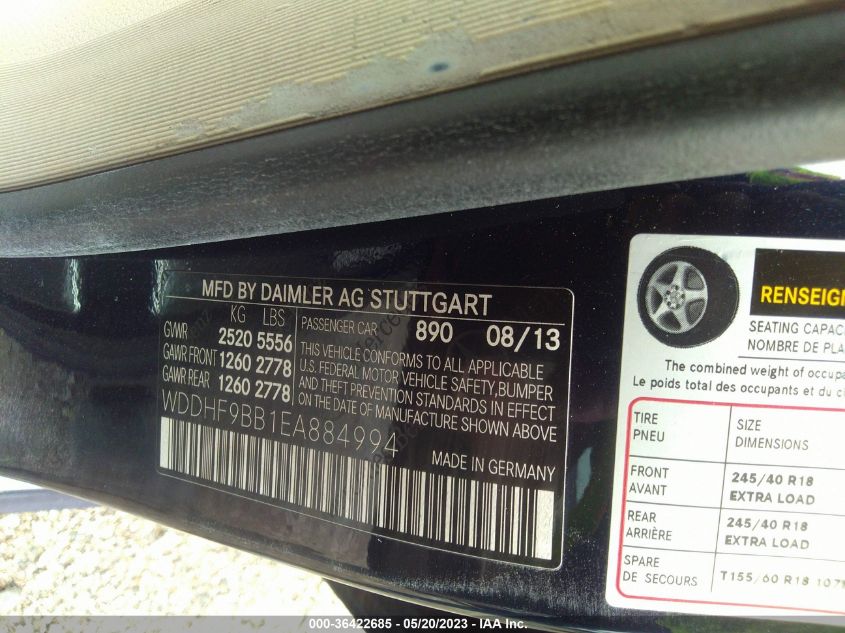 MFD BY DAIMLER AG STUTTGART
KG LBS
GVWR 2520 5556
GAWR FRONT 1260 2778
GAWR REAR 1260 2778
PASSENGER CAR 890 08/13
THIS VEHICLE CONFORMS TO ALL APPLICABLE
U.S. FEDERAL MOTOR VEHICLE SAFETY, BUMPER
AND THEFT PREVENTION STANDARDS IN EFFECT
ON THE DATE OF MANUFACTURE SHOWN ABOVE
WDDHF9BB1EA884994
MADE IN GERMANY
RENSEIGN
SEATING CAPAC
NOMBRE DE PLA
The combined weight of occupa
Le poids total des occupants et du c
TIRE
PNEU
SIZE
DIMENSIONS
FRONT
AVANT
245/40 R18
EXTRA LOAD
REAR
ARRIÈRE
245/40 R18
EXTRA LOAD
SPARE
DE SECOURS
T155/60 R18 107
000-36422685 - 05/20/2023 - IAA Inc.